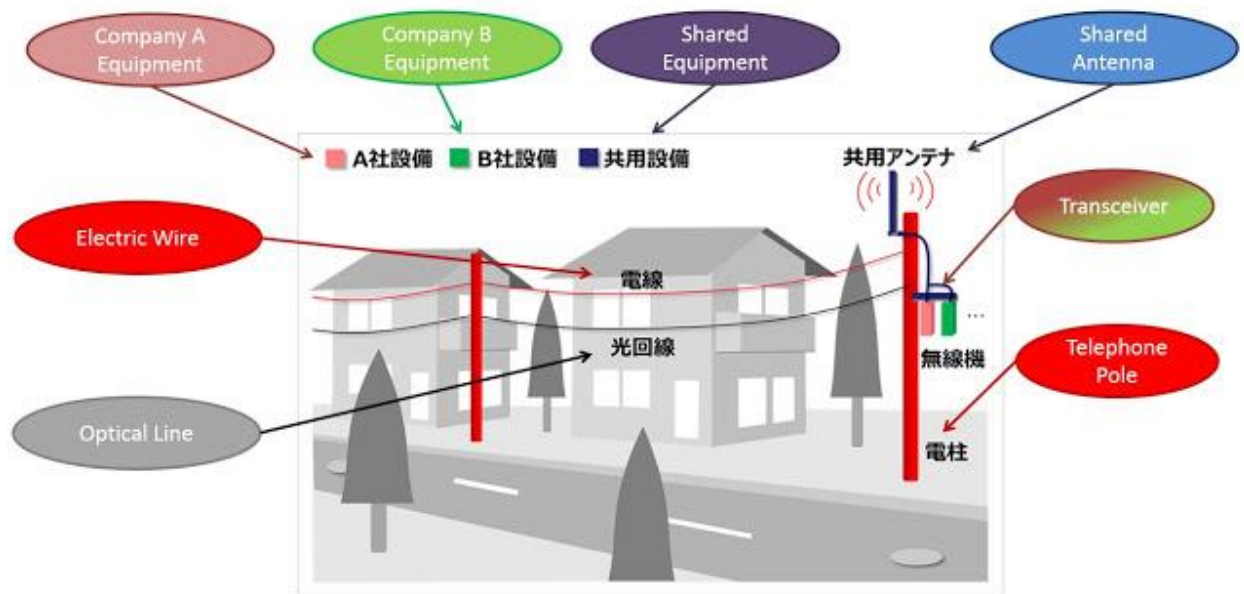 Company A
Equipment
Company B
Equipment
Shared
Equipment
Shared
Antenna
A社設備
B社設備
共用設備
共用アンテナ
Transceiver
Electric Wire
電線
光回線
無線機
...
Telephone
Pole
Optical Line
電柱